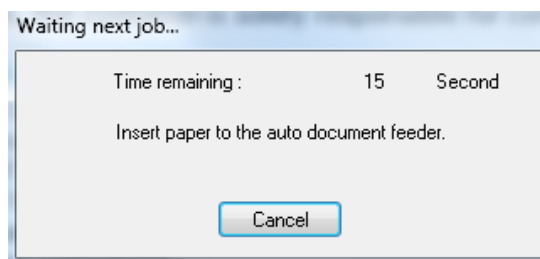 Waiting next job...
Time remaining : 15 Second
Insert paper to the auto document feeder.
Cancel